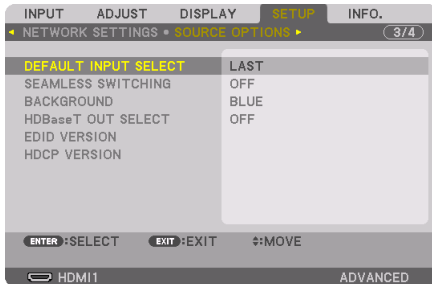 INPUT ADJUST DISPLAY SETUP INFO.
NETWORK SETTINGS • SOURCE OPTIONS 3/4
DEFAULT INPUT SELECT LAST
SEAMLESS SWITCHING OFF
BACKGROUND BLUE
HDBaseT OUT SELECT OFF
EDID VERSION
HDCP VERSION
ENTER:SELECT EXIT:EXIT :MOVE
HDMI1 ADVANCED